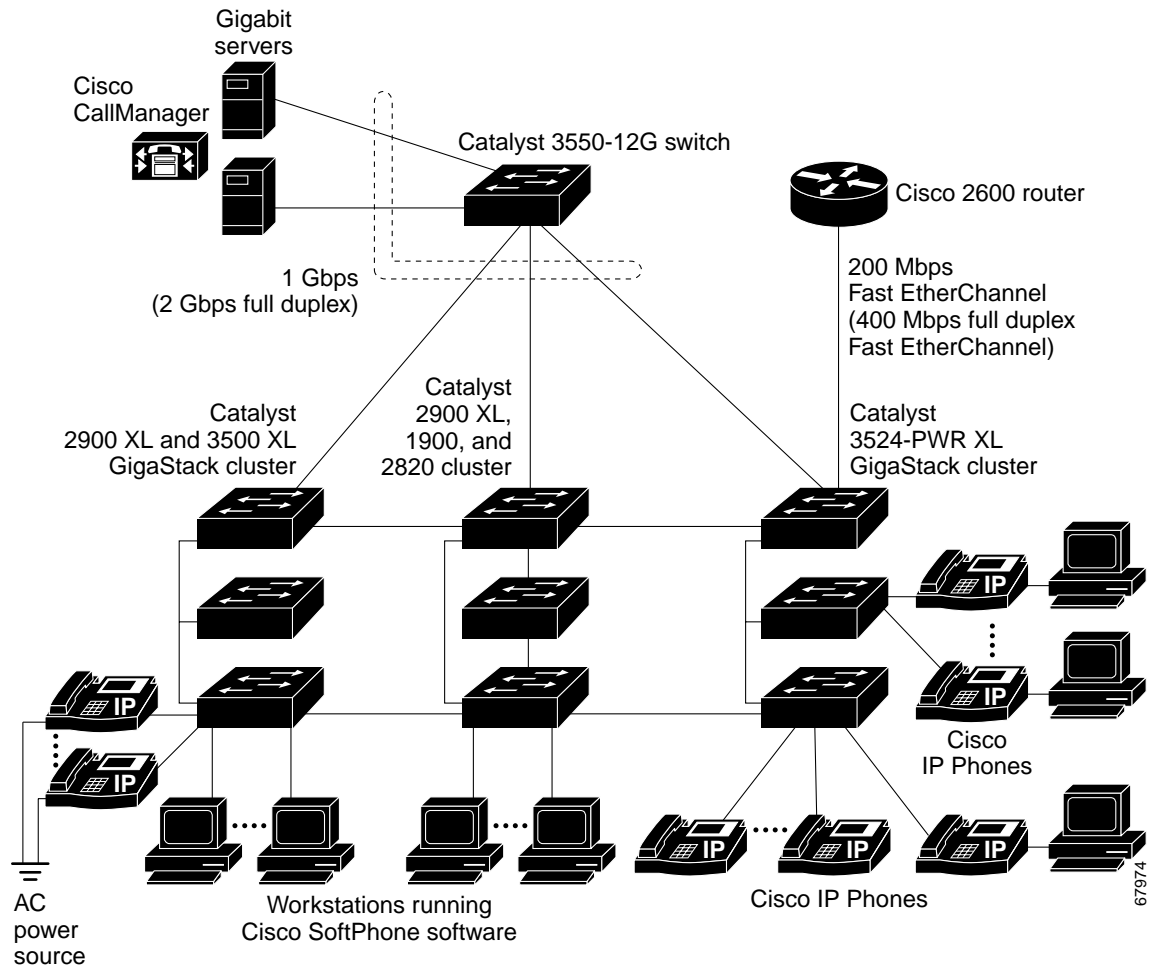 Gigabit
servers
Cisco
CallManager
Catalyst 3550-12G switch
Cisco 2600 router
1 Gbps
(2 Gbps full duplex)
200 Mbps
Fast EtherChannel
(400 Mbps full duplex
Fast EtherChannel)
Catalyst
2900 XL and 3500 XL
GigaStack cluster
Catalyst
2900 XL,
1900, and
2820 cluster
Catalyst
3524-PWR XL
GigaStack cluster
IP
IP
Cisco
IP Phones
IP
IP
AC
power
source
Workstations running
Cisco SoftPhone software
IP
IP
IP
Cisco IP Phones
67974